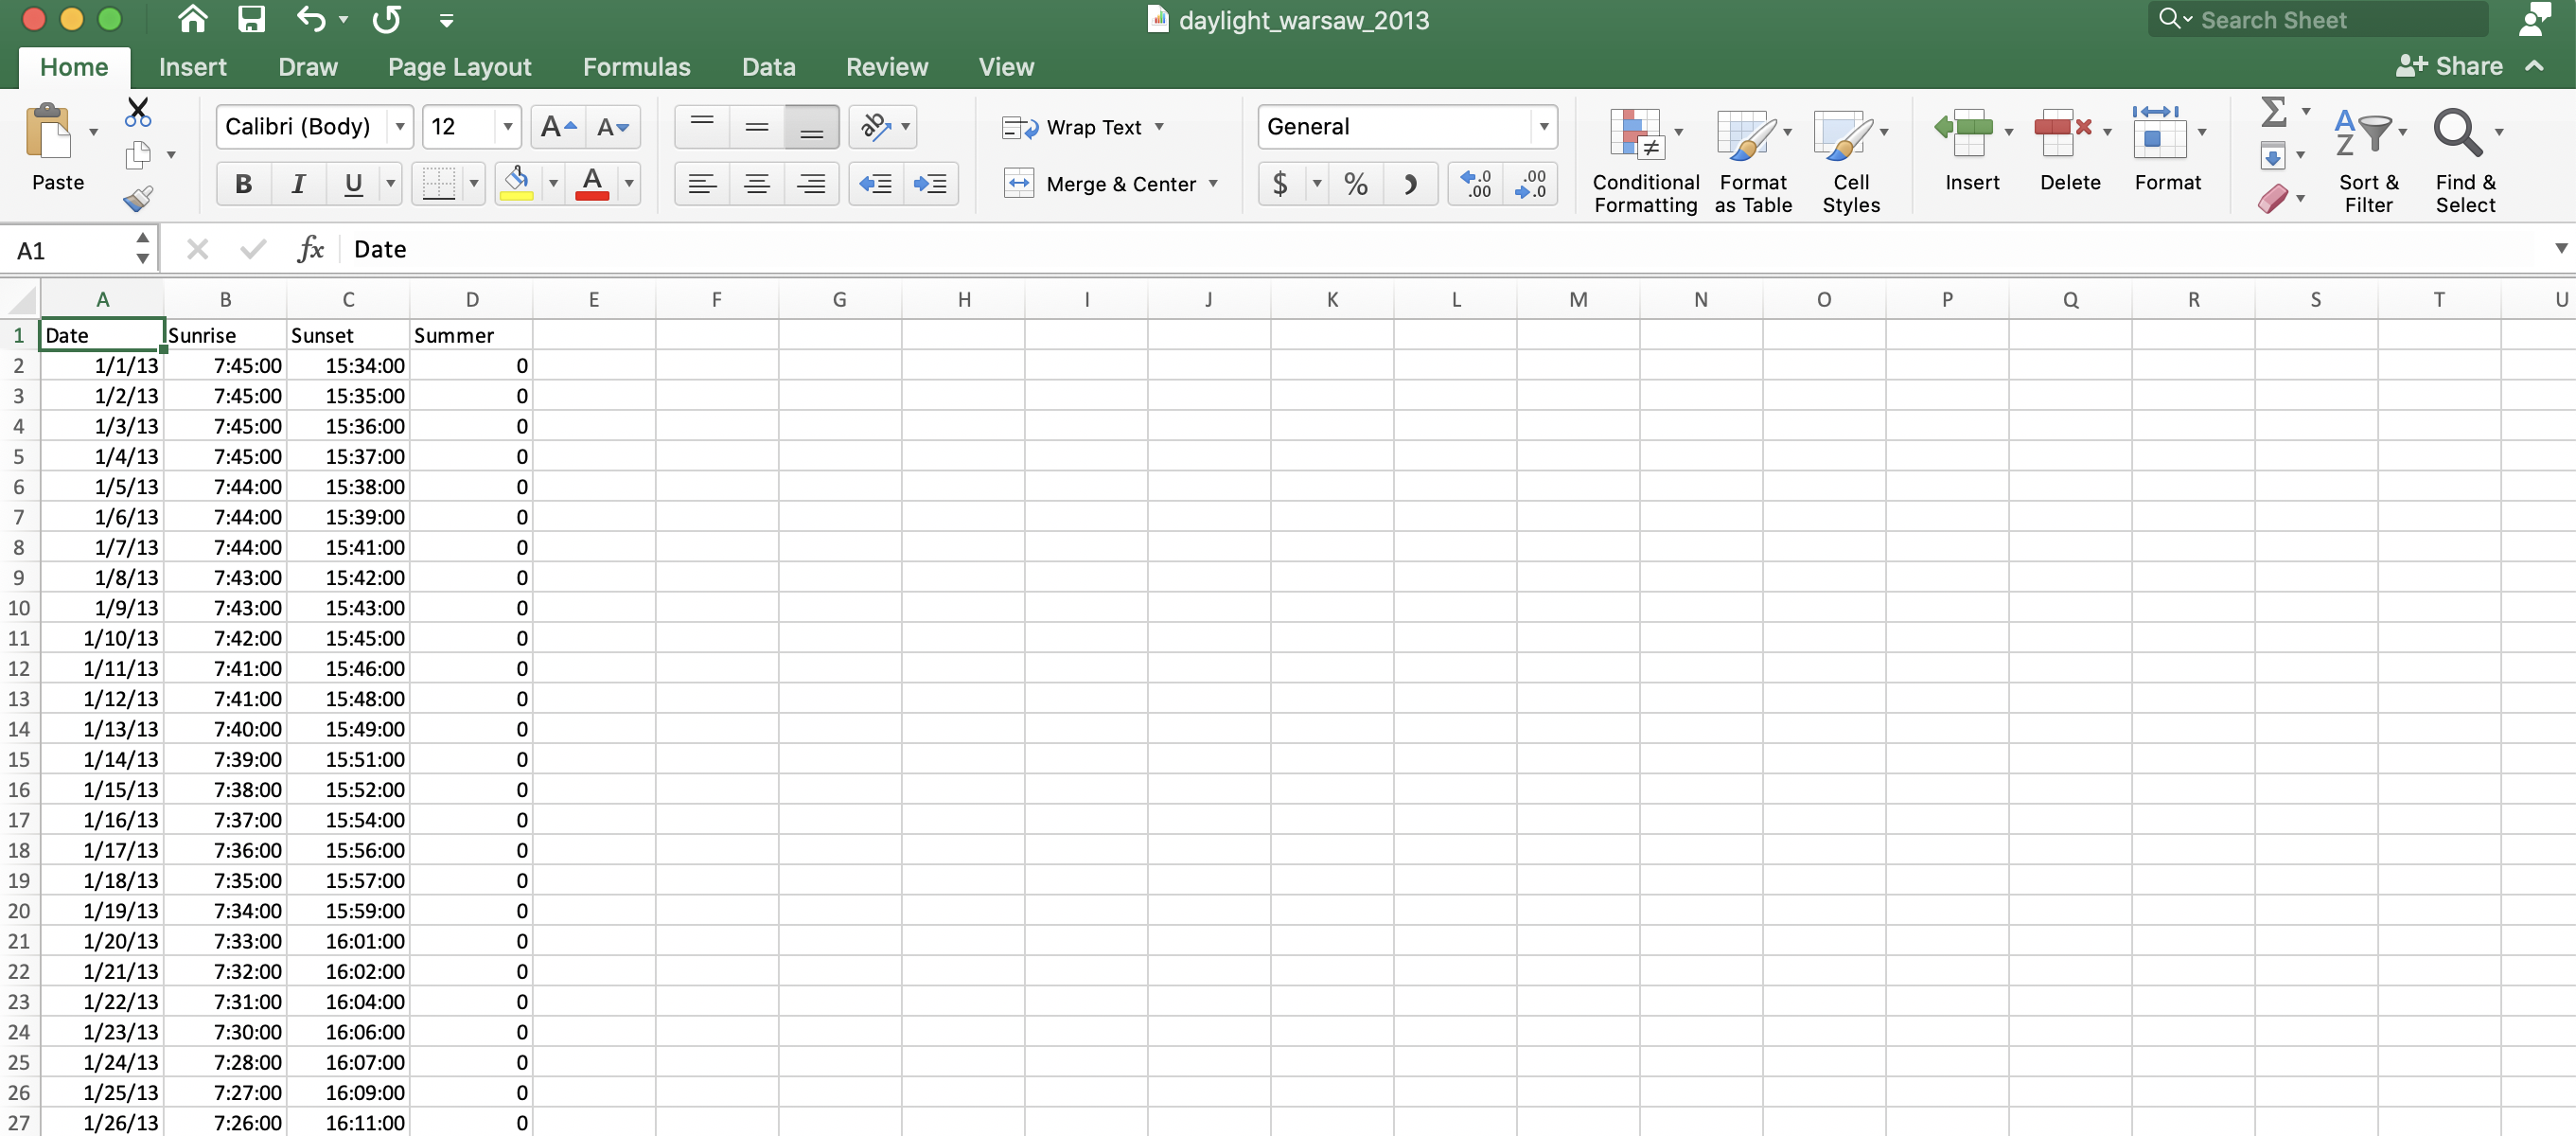 daylight_warsaw_2013
Search Sheet
Home Insert Draw Page Layout Formulas Data Review View Share
Paste
Calibri (Body) 12 A A
B I U A
ab
Wrap Text
Merge & Center
General
$ % .0 .00 .00 .0
Conditional Formatting
Format as Table
Cell Styles
Insert
Delete
Format
Σ
A Z
Sort & Filter
Find & Select
A1 fx Date
A B C D E F G H I J K L M N O P Q R S T U
1 Date Sunrise Sunset Summer
2 1/1/13 7:45:00 15:34:00 0
3 1/2/13 7:45:00 15:35:00 0
4 1/3/13 7:45:00 15:36:00 0
5 1/4/13 7:45:00 15:37:00 0
6 1/5/13 7:44:00 15:38:00 0
7 1/6/13 7:44:00 15:39:00 0
8 1/7/13 7:44:00 15:41:00 0
9 1/8/13 7:43:00 15:42:00 0
10 1/9/13 7:43:00 15:43:00 0
11 1/10/13 7:42:00 15:45:00 0
12 1/11/13 7:41:00 15:46:00 0
13 1/12/13 7:41:00 15:48:00 0
14 1/13/13 7:40:00 15:49:00 0
15 1/14/13 7:39:00 15:51:00 0
16 1/15/13 7:38:00 15:52:00 0
17 1/16/13 7:37:00 15:54:00 0
18 1/17/13 7:36:00 15:56:00 0
19 1/18/13 7:35:00 15:57:00 0
20 1/19/13 7:34:00 15:59:00 0
21 1/20/13 7:33:00 16:01:00 0
22 1/21/13 7:32:00 16:02:00 0
23 1/22/13 7:31:00 16:04:00 0
24 1/23/13 7:30:00 16:06:00 0
25 1/24/13 7:28:00 16:07:00 0
26 1/25/13 7:27:00 16:09:00 0
27 1/26/13 7:26:00 16:11:00 0